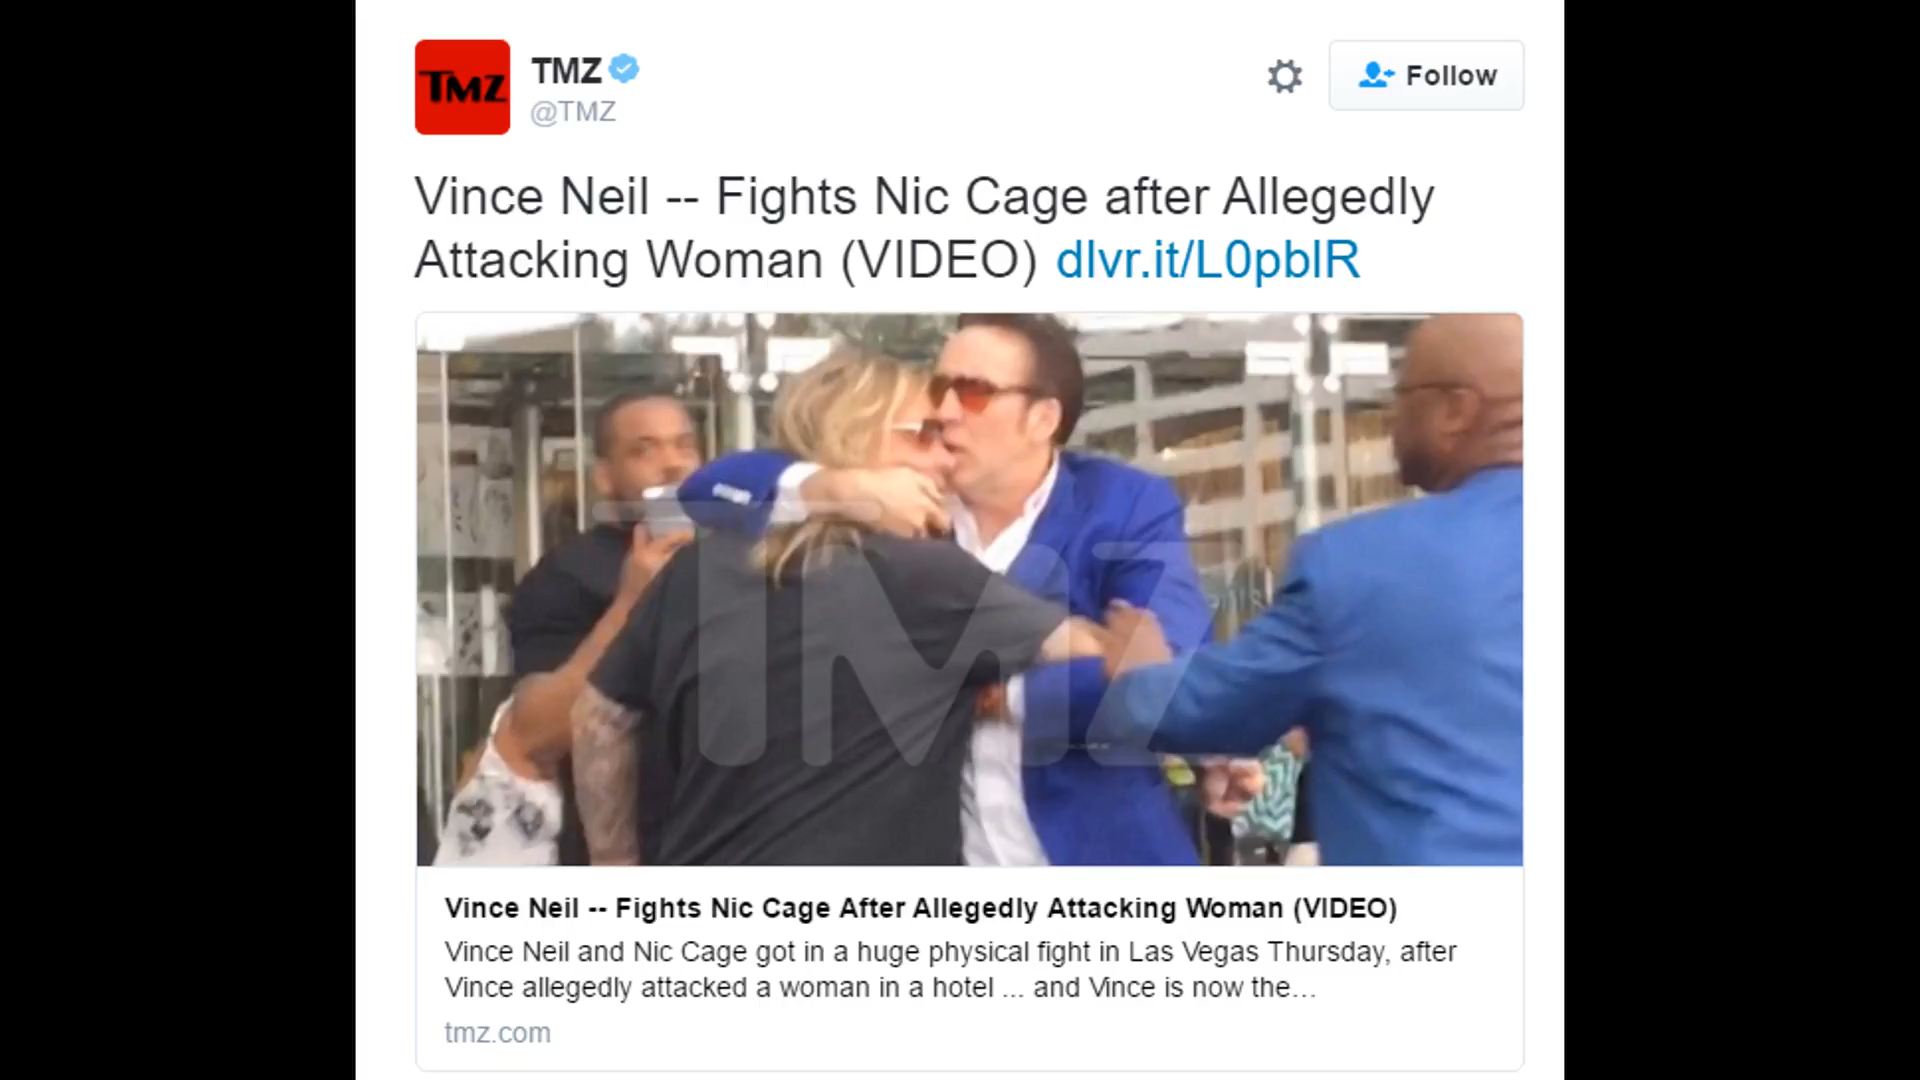 TMZ
TMZ
@TMZ
Follow
Vince Neil -- Fights Nic Cage after Allegedly
Attacking Woman (VIDEO) dlvr.it/L0pblR
TMZ
Vince Neil -- Fights Nic Cage After Allegedly Attacking Woman (VIDEO)
Vince Neil and Nic Cage got in a huge physical fight in Las Vegas Thursday, after
Vince allegedly attacked a woman in a hotel ... and Vince is now the...
tmz.com